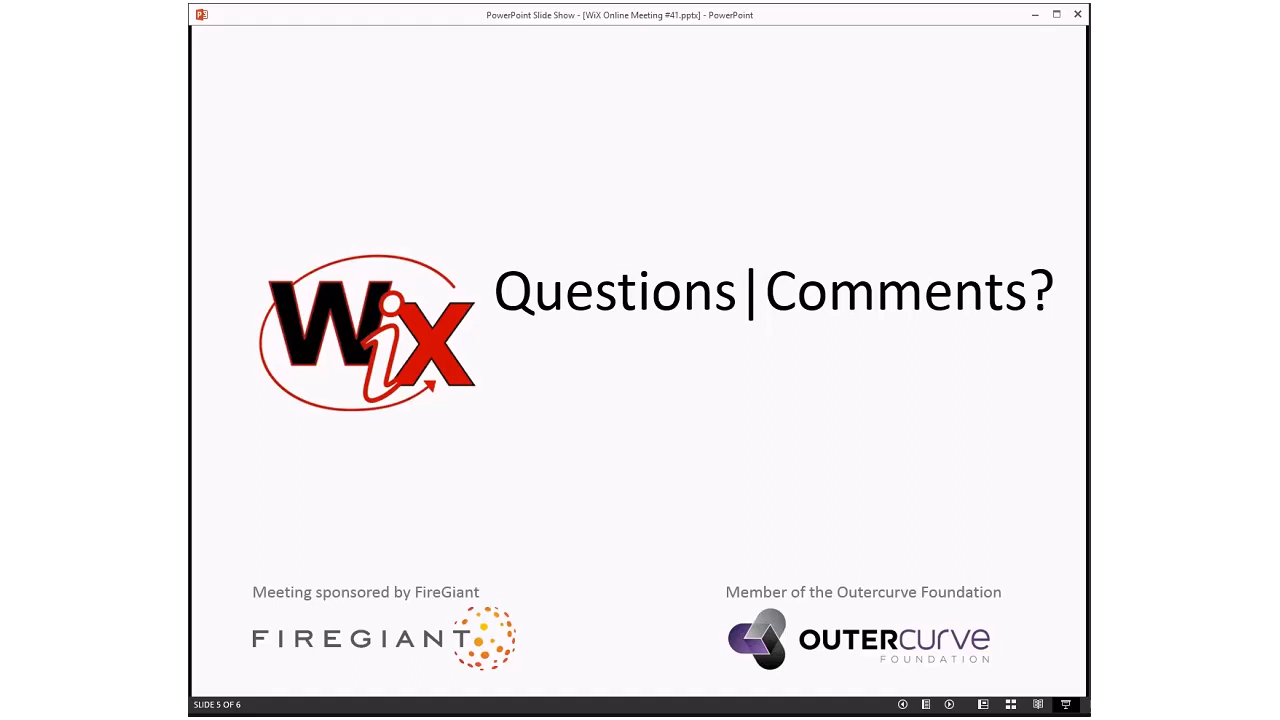 PowerPoint Slide Show - [WiX Online Meeting #41.pptx] - PowerPoint
WiX
Questions|Comments?
Meeting sponsored by FireGiant
FIREGIANT
Member of the Outercurve Foundation
OUTERCURVE
FOUNDATION
SLIDE 5 OF 6